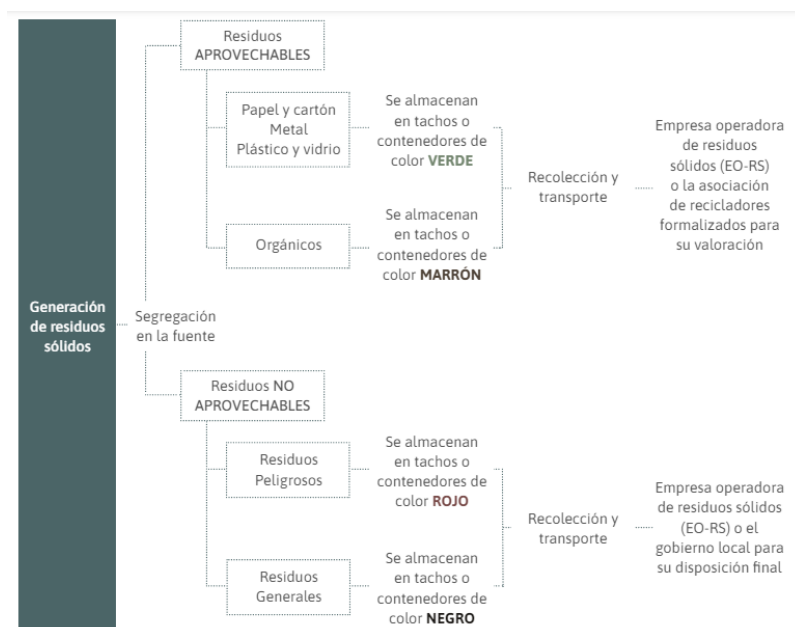 Generación
de residuos
sólidos
Segregación
en la fuente
Residuos
APROVECHABLES
Papel y cartón
Metal
Plástico y vidrio
Se almacenan
en tachos o
contenedores de
color VERDE
Orgánicos
Se almacenan
en tachos o
contenedores de
color MARRÓN
Recolección y
transporte
Empresa operadora
de residuos
sólidos (EO-RS)
o la asociación
de recicladores
formalizados para
su valoración
Residuos NO
APROVECHABLES
Residuos
Peligrosos
Se almacenan
en tachos o
contenedores de
color ROJO
Residuos
Generales
Se almacenan
en tachos o
contenedores de
color NEGRO
Recolección y
transporte
Empresa operadora
de residuos sólidos
(EO-RS) o el
gobierno local para
su disposición final